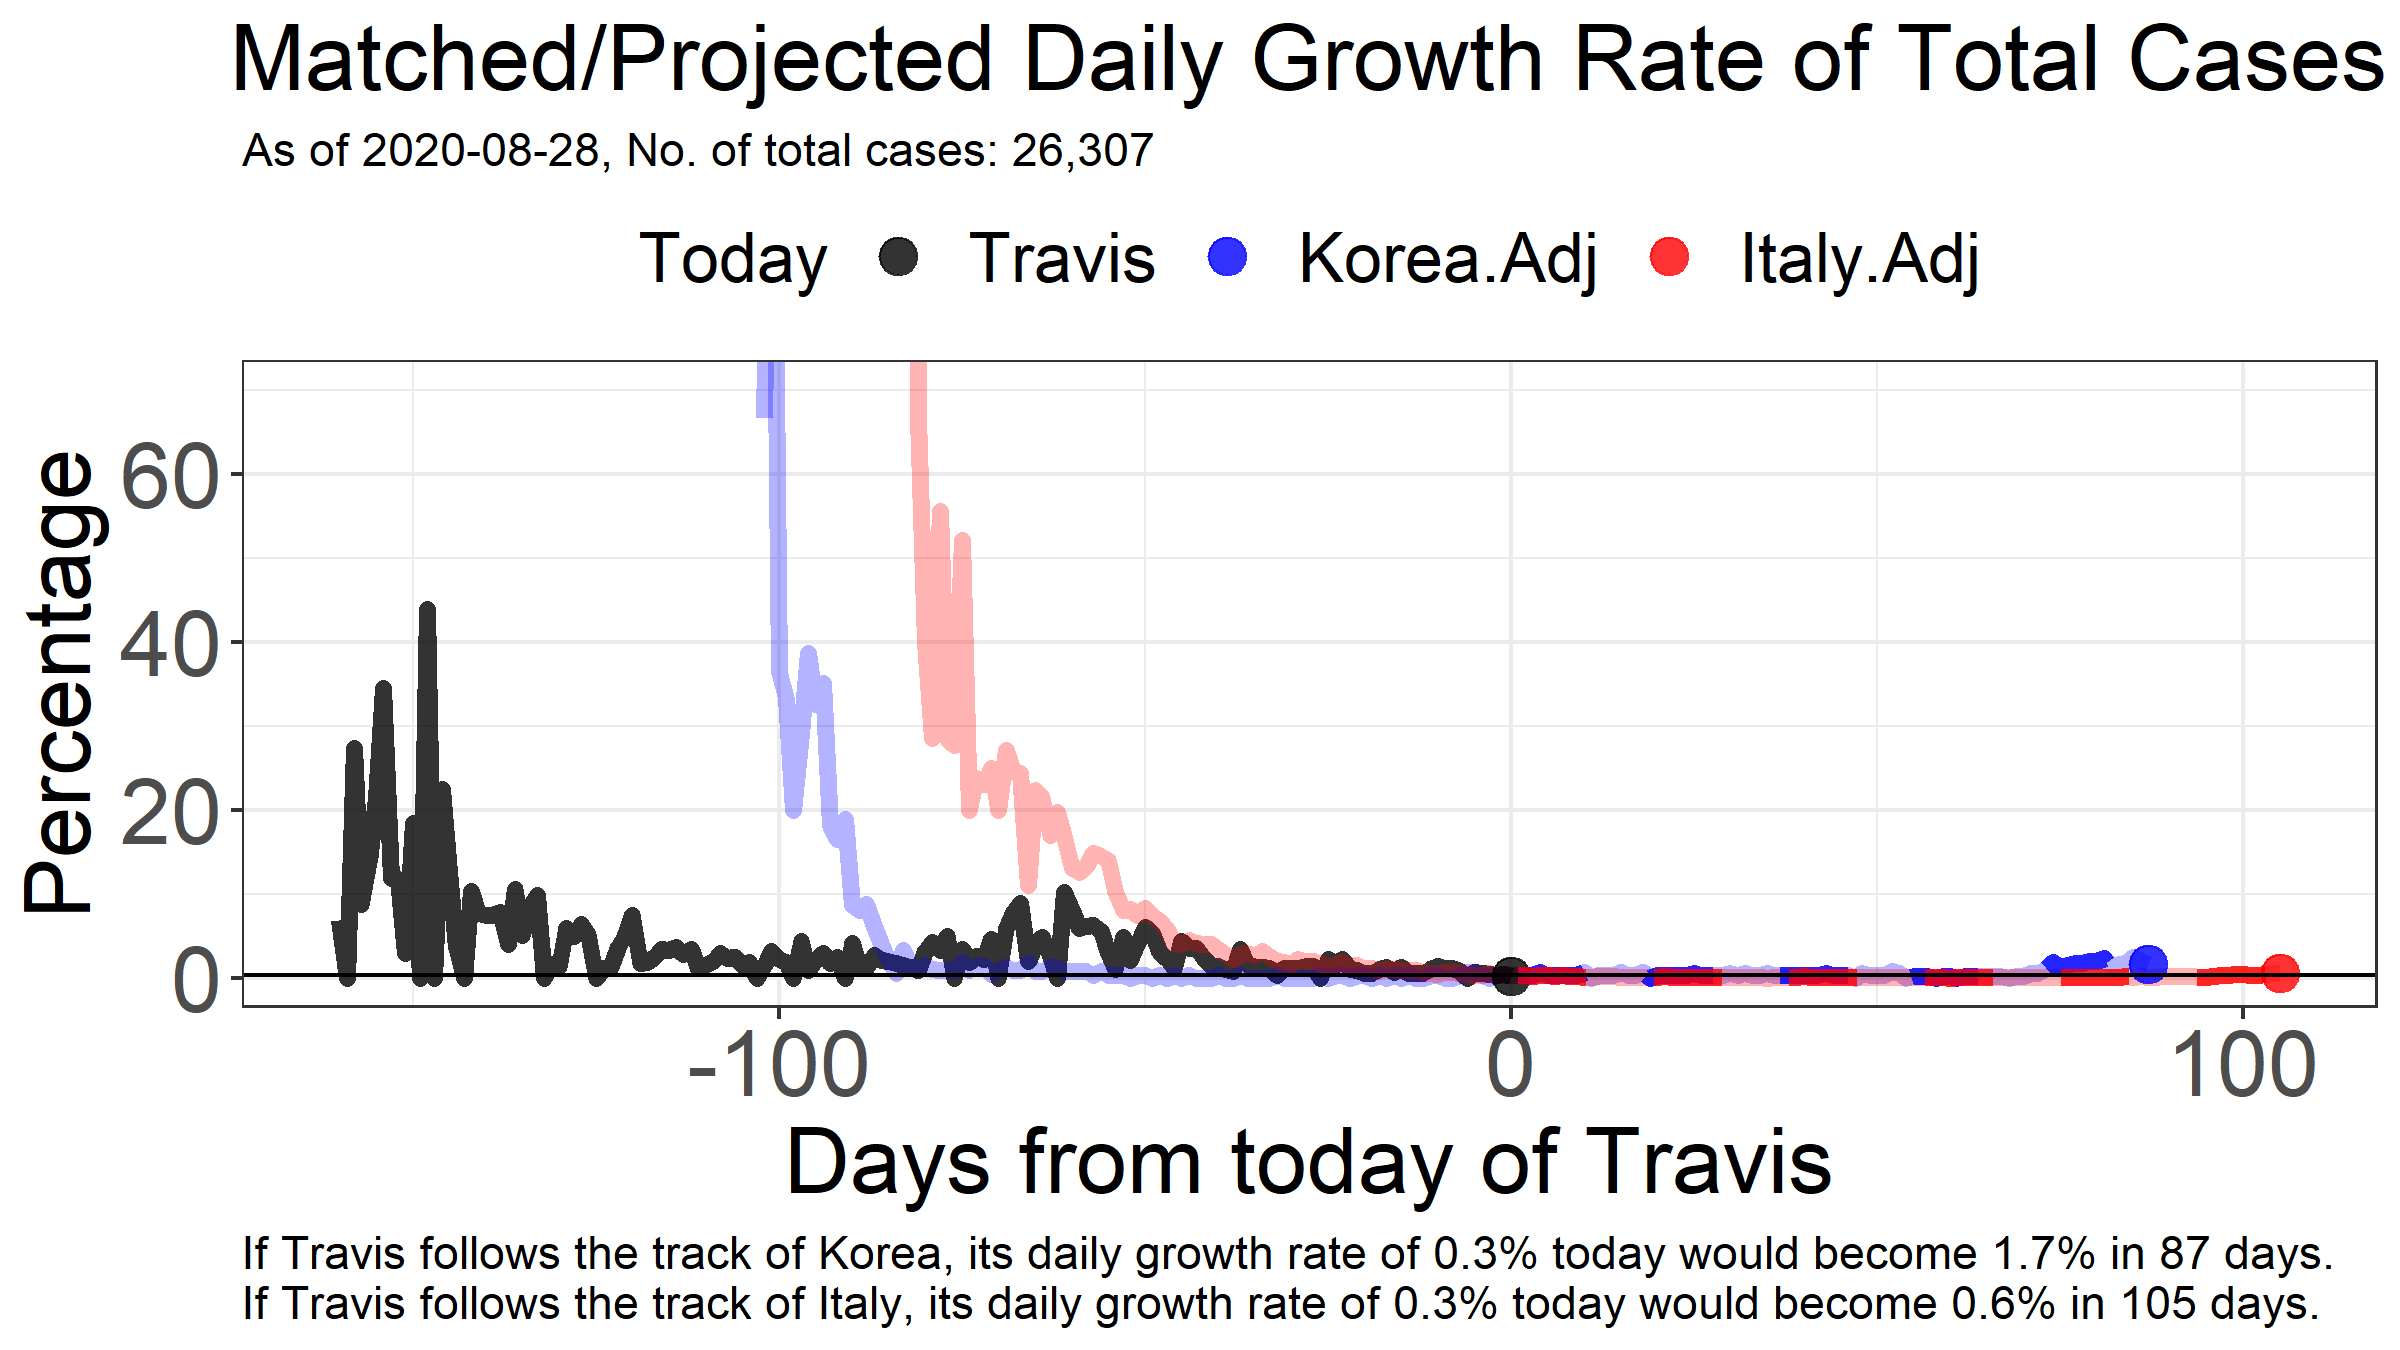 Matched/Projected Daily Growth Rate of Total Cases
As of 2020-08-28, No. of total cases: 26,307
Today Travis Korea.Adj Italy.Adj
Percentage
60
40
20
0
-100 0 100
Days from today of Travis
If Travis follows the track of Korea, its daily growth rate of 0.3% today would become 1.7% in 87 days.
If Travis follows the track of Italy, its daily growth rate of 0.3% today would become 0.6% in 105 days.